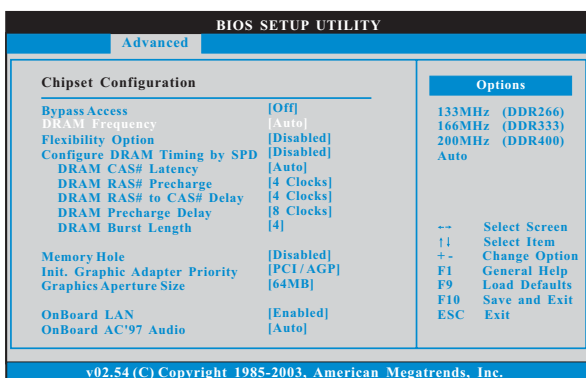 BIOS SETUP UTILITY
Advanced
Chipset Configuration
Bypass Access [Off]
DRAM Frequency [Auto]
Flexibility Option [Disabled]
Configure DRAM Timing by SPD [Disabled]
DRAM CAS# Latency [Auto]
DRAM RAS# Precharge [4 Clocks]
DRAM RAS# to CAS# Delay [4 Clocks]
DRAM Precharge Delay [8 Clocks]
DRAM Burst Length [4]
Memory Hole [Disabled]
Init. Graphic Adapter Priority [PCI/AGP]
Graphics Aperture Size [64MB]
OnBoard LAN [Enabled]
OnBoard AC'97 Audio [Auto]
Options
133MHz (DDR266)
166MHz (DDR333)
200MHz (DDR400)
Auto
←→ Select Screen
↑↓ Select Item
+ - Change Option
F1 General Help
F9 Load Defaults
F10 Save and Exit
ESC Exit
v02.54 (C) Copyright 1985-2003, American Megatrends, Inc.